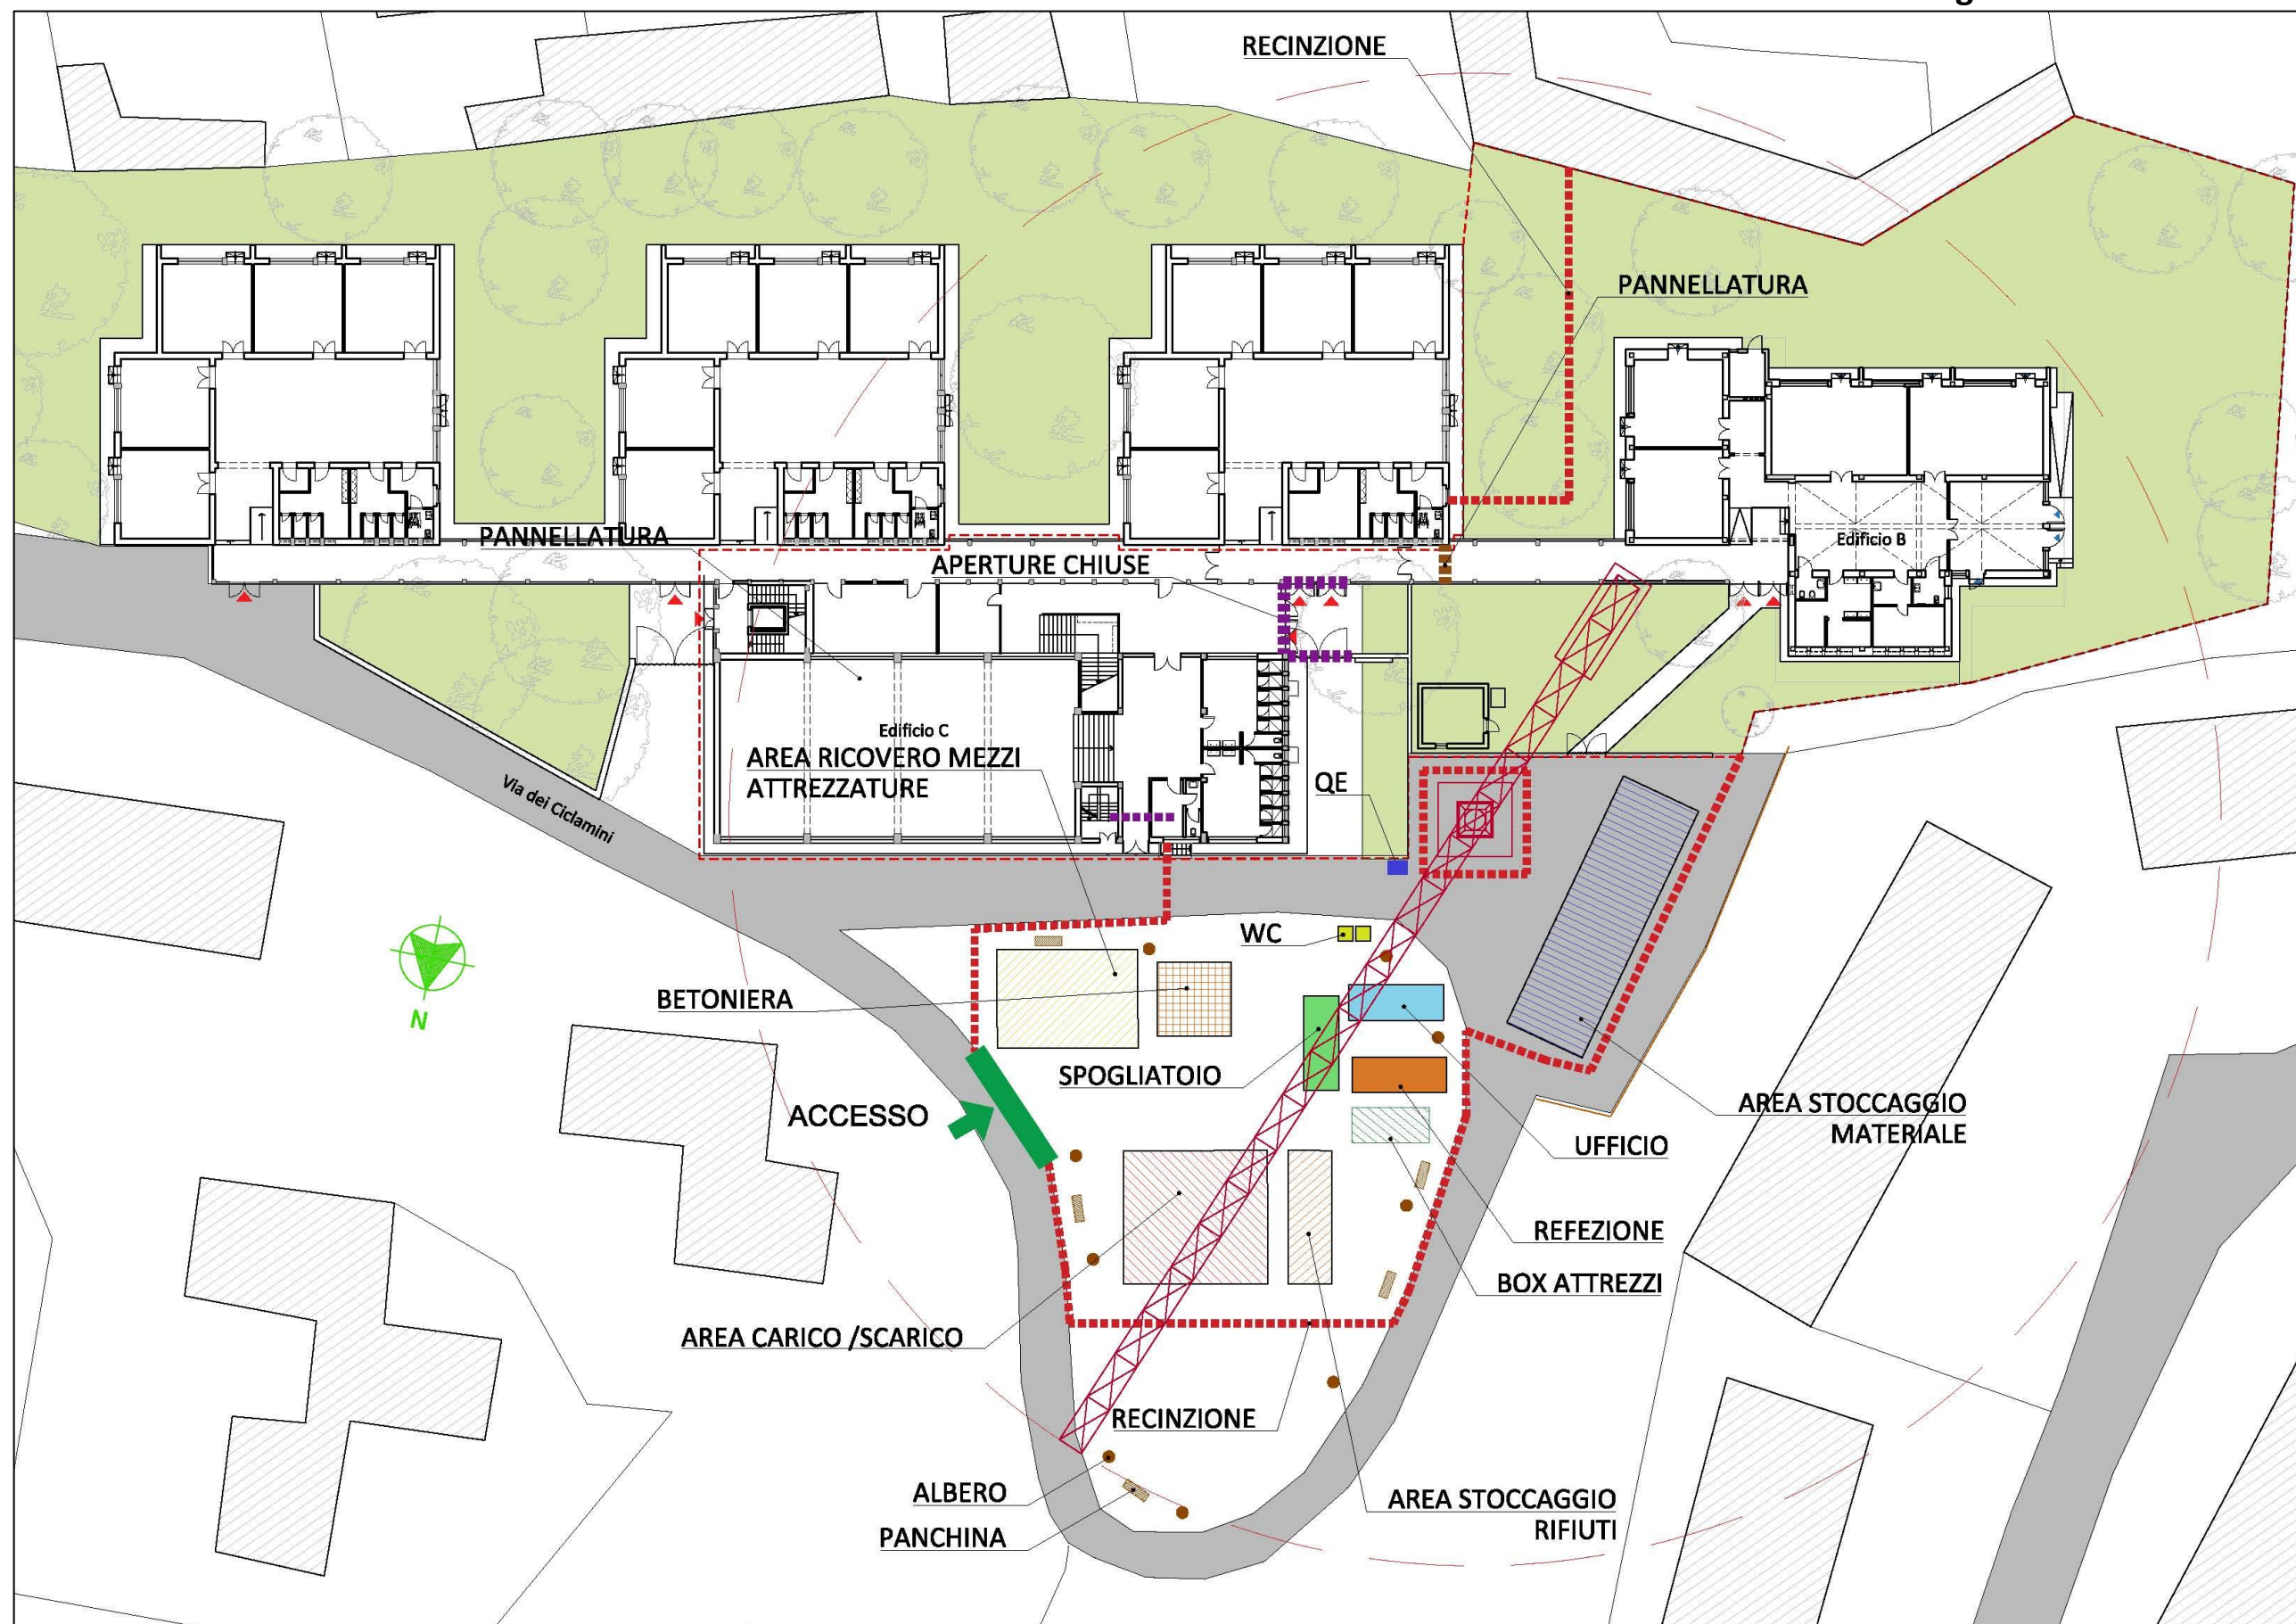 RECINZIONE
PANNELLATURA
PANNELLATURA
APERTURE CHIUSE
Edificio B
Edificio C
AREA RICOVERO MEZZI
ATTREZZATURE
QE
Via dei Ciclamini
WC
BETONIERA
N
SPOGLIATOIO
ACCESSO
AREA STOCCAGGIO
MATERIALE
UFFICIO
REFEZIONE
BOX ATTREZZI
AREA CARICO /SCARICO
RECINZIONE
ALBERO
AREA STOCCAGGIO
RIFIUTI
PANCHINA